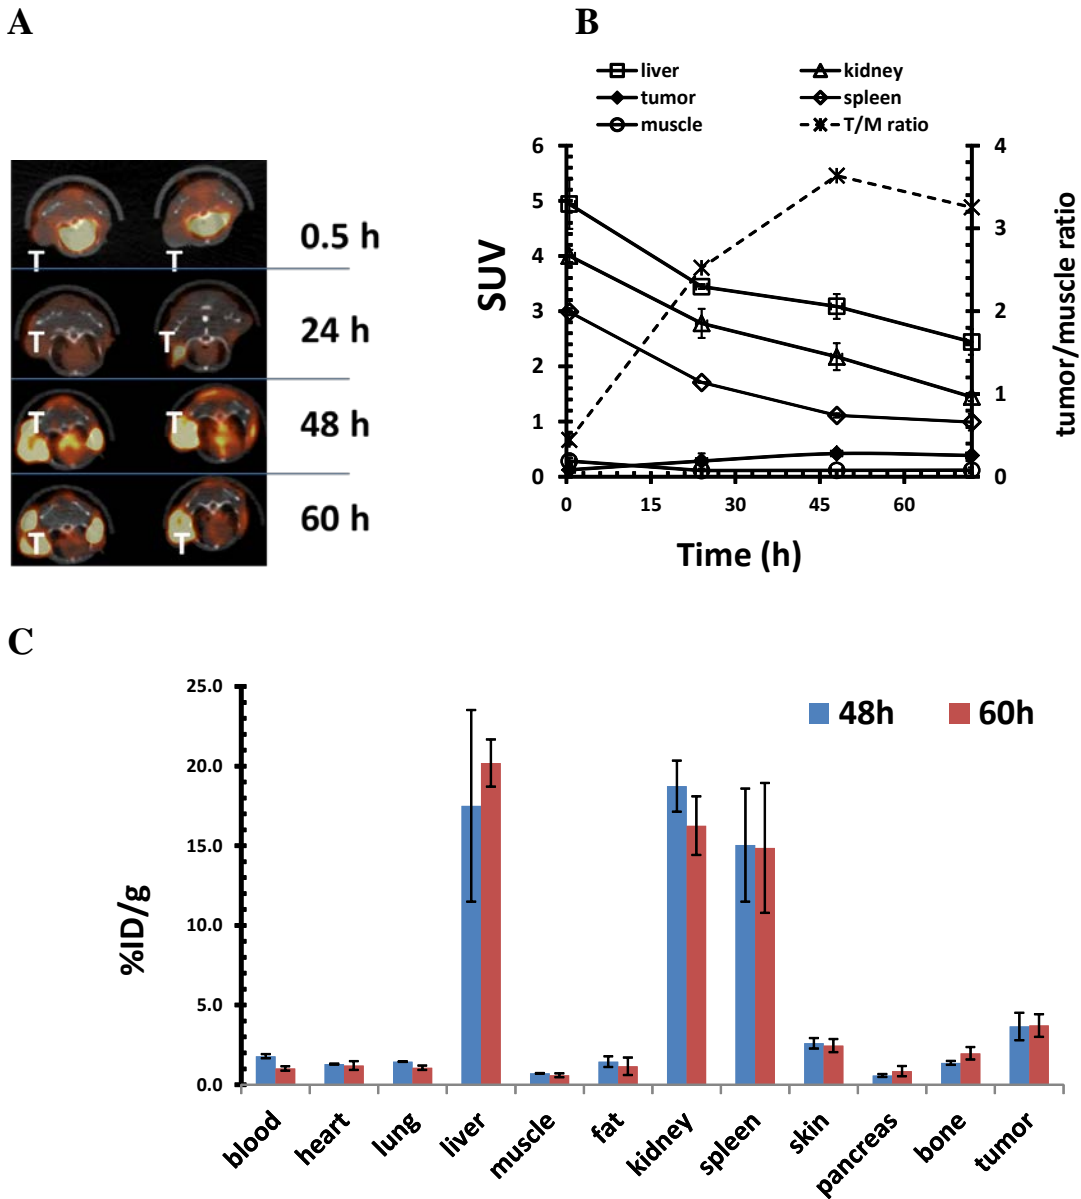 A
B
liver
kidney
tumor
spleen
muscle
T/M ratio
T
T
0.5 h
T
T
24 h
T
T
48 h
T
T
60 h
6
5
4
3
2
1
0
SUV
4
3
2
1
0
tumor/muscle ratio
0
15
30
45
60
Time (h)
C
48h
60h
25.0
20.0
15.0
10.0
5.0
0.0
%ID/g
blood
heart
lung
liver
muscle
fat
kidney
spleen
skin
pancreas
bone
tumor